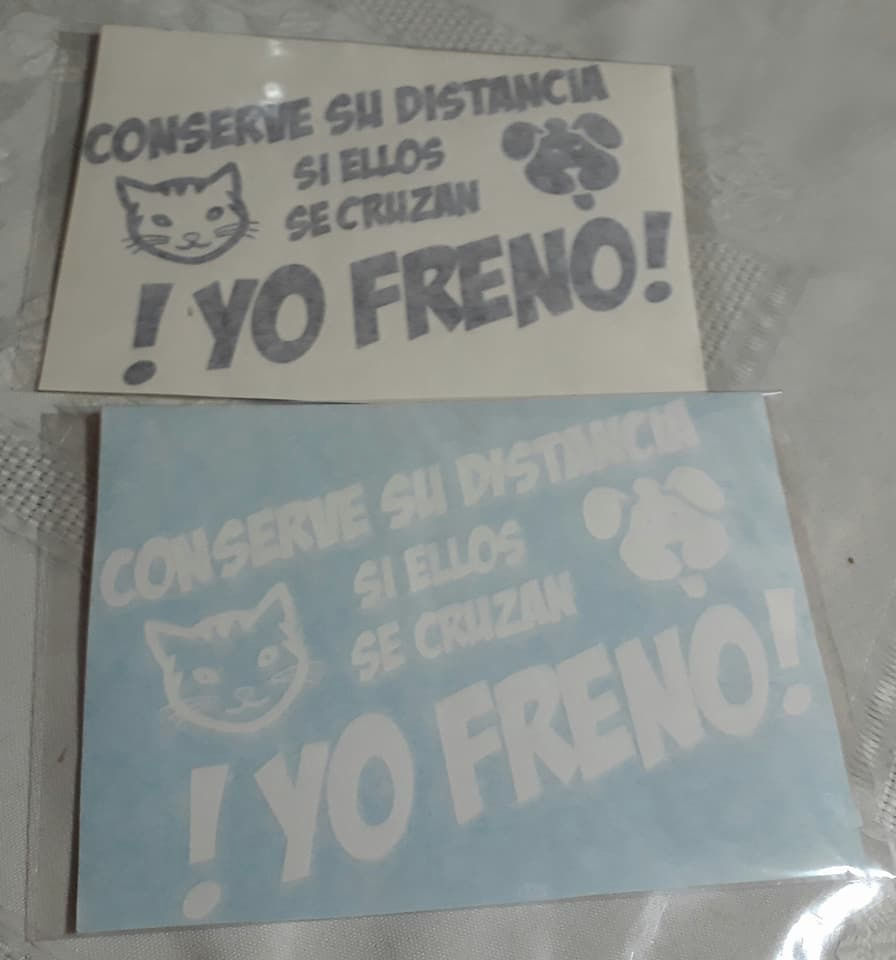 CONSERVE SU DISTANCIA
SI ELLOS
SE CRUZAN
! YO FRENO!
CONSERVE SU DISTANCIA
SI ELLOS
SE CRUZAN
! YO FRENO!